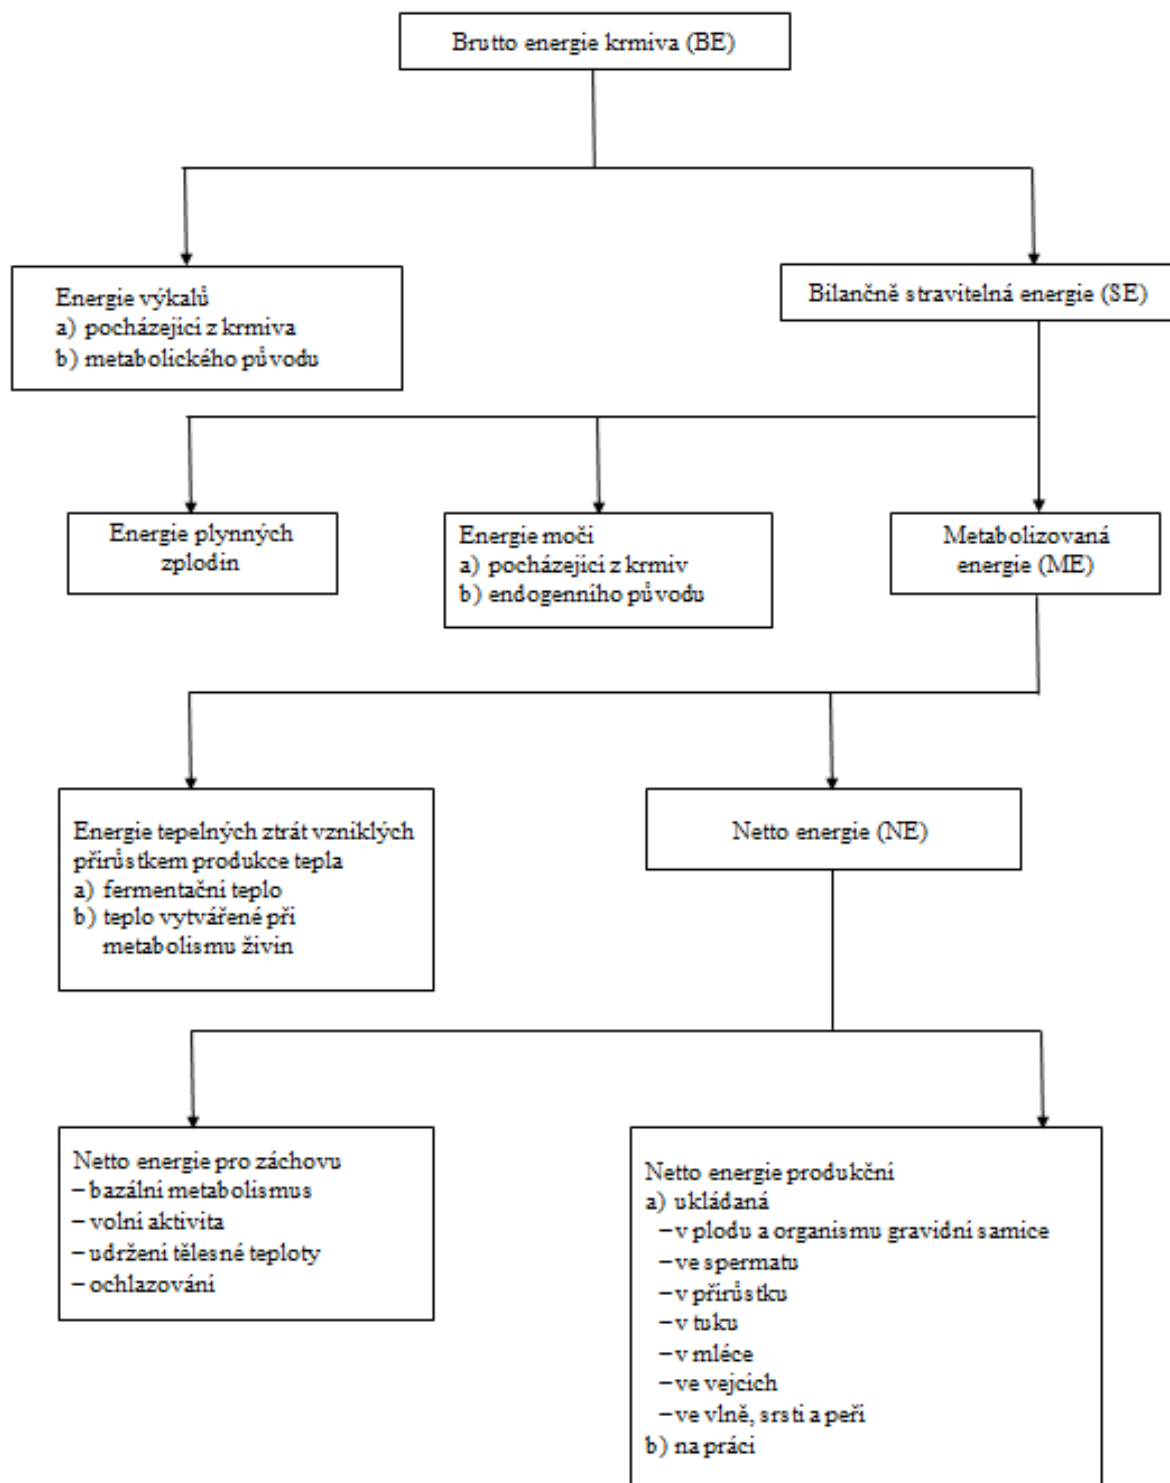 Brutto energie krmiva (BE)
Energie výkalů
a) pocházející z krmiva
b) metabolického původu
Bilančně stravitelná energie (SE)
Energie plynných
zplodin
Energie moči
a) pocházející z krmiv
b) endogenního původu
Metabolizovaná
energie (ME)
Energie tepelných ztrát vzniklých
přirůstkem produkce tepla
a) fermentační teplo
b) teplo vytvářené při
metabolismu živin
Netto energie (NE)
Netto energie pro záchovu
– bazální metabolismus
– volní aktivita
– udržení tělesné teploty
– ochlazování
Netto energie produkční
a) ukládaná
– v plodu a organismu gravidní samice
– ve spermatu
– v přirůstku
– v tuku
– v mléce
– ve vejcích
– ve vlně, srsti a peří
b) na práci